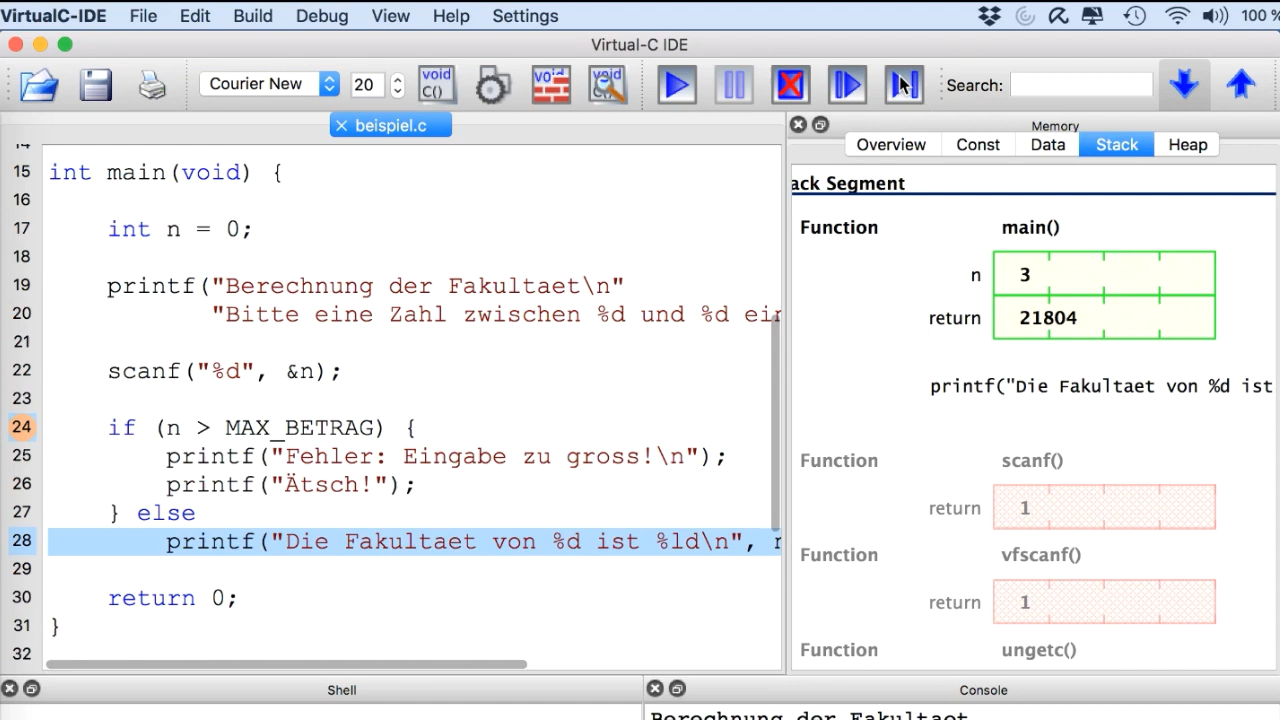 VirtualC-IDE File Edit Build Debug View Help Settings 100 %
Virtual-C IDE
Courier New 20 void C() void void Search:
beispiel.c
Memory
Overview Const Data Stack Heap
ack Segment
14
15 int main(void) {
16
17 int n = 0;
18
19 printf("Berechnung der Fakultaet\n"
20 "Bitte eine Zahl zwischen %d und %d ein
21
22 scanf("%d", &n);
23
24 if (n > MAX_BETRAG) {
25 printf("Fehler: Eingabe zu gross!\n");
26 printf("Ätsch!");
27 } else
28 printf("Die Fakultaet von %d ist %ld\n", n
29
30 return 0;
31 }
32
Function main()
n 3
return 21804
printf("Die Fakultaet von %d ist
Function scanf()
return 1
Function vfscanf()
return 1
Function ungetc()
Shell
Console
Berechnung der Fakultaet